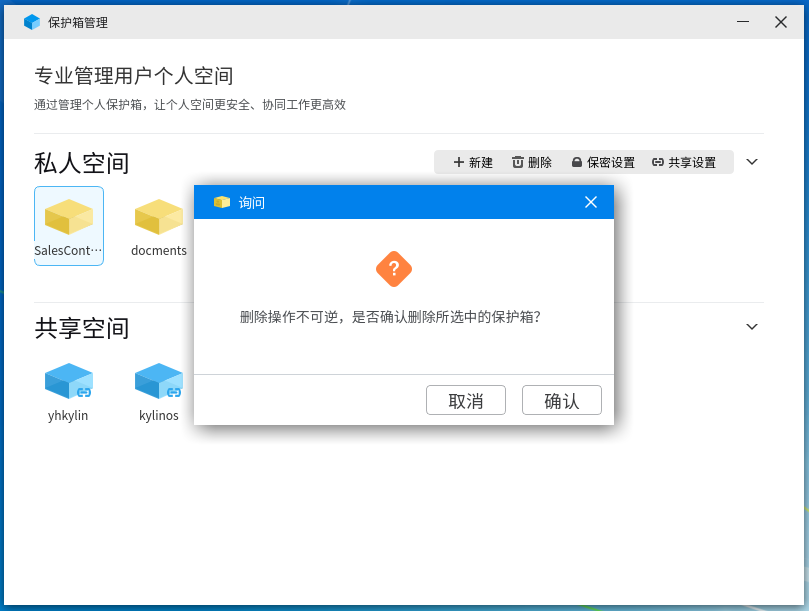 保护箱管理
专业管理用户个人空间
通过管理个人保护箱，让个人空间更安全、协同工作更高效
私人空间
新建 删除 保密设置 共享设置
SalesCont···
docments
询问
?
删除操作不可逆，是否确认删除所选中的保护箱?
取消 确认
共享空间
yhkylin
kylinos